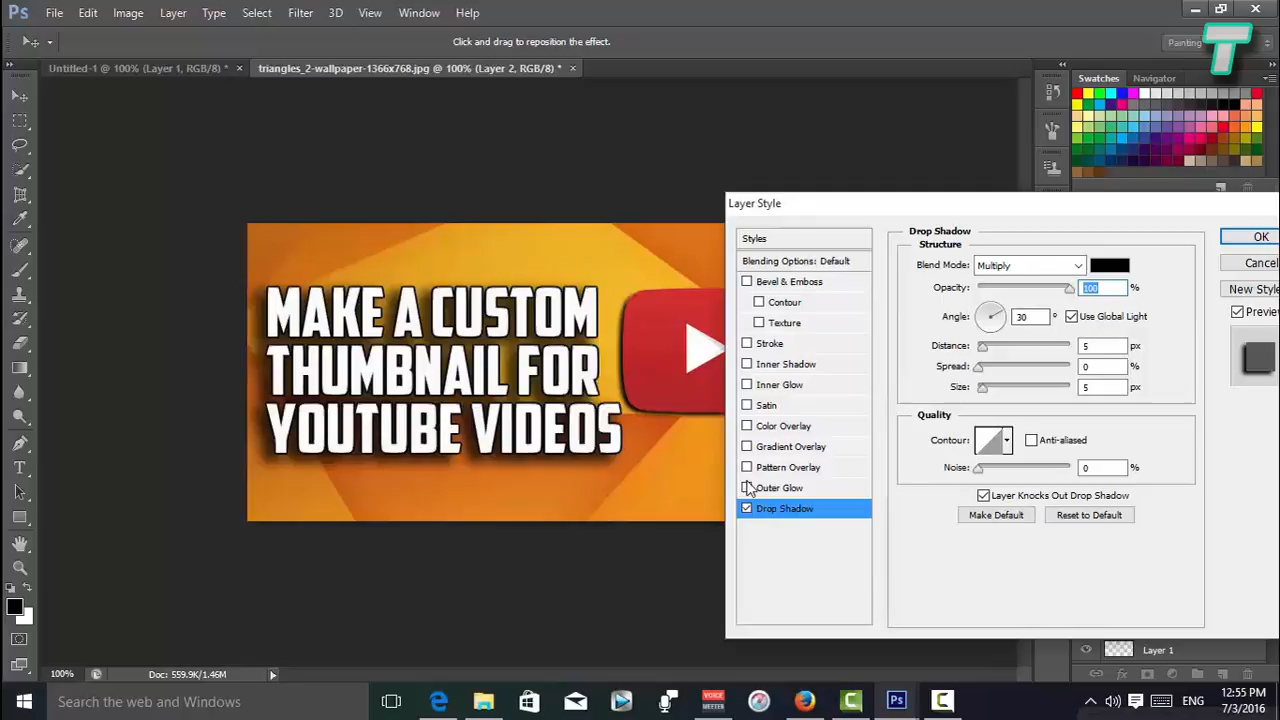 Ps File Edit Image Layer Type Select Filter 3D View Window Help
Click and drag to reposition the effect.
Painting
T
Untitled-1 @ 100% (Layer 1, RGB/8) * × triangles_2-wallpaper-1366x768.jpg @ 100% (Layer 2, RGB/8) * ×
Swatches Navigator
MAKE A CUSTOM
THUMBNAIL FOR
YOUTUBE VIDEOS
Layer Style
Styles
Blending Options: Default
Bevel & Emboss
Contour
Texture
Stroke
Inner Shadow
Inner Glow
Satin
Color Overlay
Gradient Overlay
Pattern Overlay
Outer Glow
Drop Shadow
Drop Shadow
Structure
Blend Mode: Multiply
Opacity: 100 %
Angle: 30 ° Use Global Light
Distance: 5 px
Spread: 0 %
Size: 5 px
Quality
Contour: Anti-aliased
Noise: 0 %
Layer Knocks Out Drop Shadow
Make Default Reset to Default
OK
Cancel
New Style
Preview
Layer 1
100% Doc: 559.9K/1.46M
Search the web and Windows
VOICE
MEETER
Ps
ENG
12:55 PM
7/3/2016